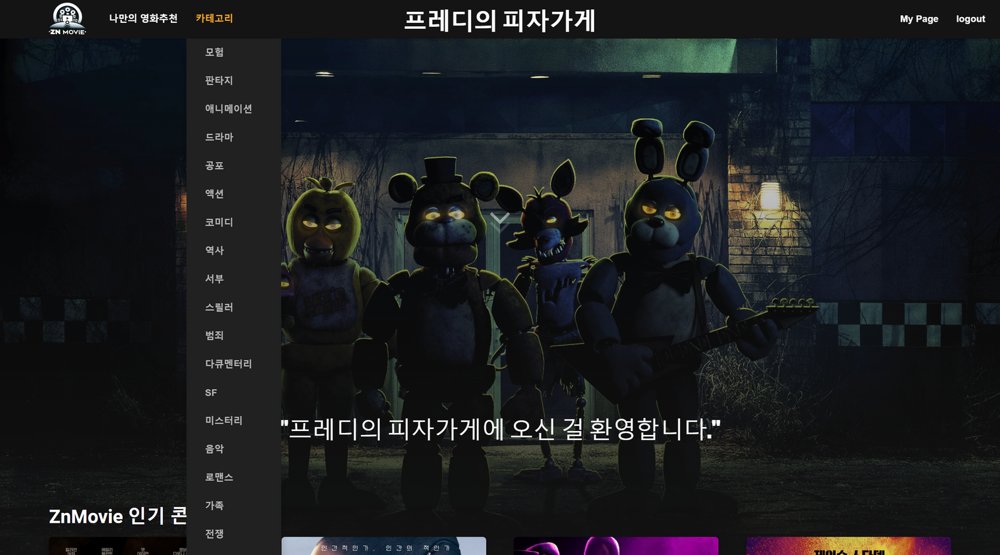 ZN MOVIE
나만의 영화추천
카테고리
프레디의 피자가게
My Page
logout
모험
판타지
애니메이션
드라마
공포
액션
코미디
역사
서부
스릴러
범죄
다큐멘터리
SF
미스터리
음악
로맨스
가족
전쟁
"프레디의 피자가게에 오신 걸 환영합니다."
ZnMovie 인기 콘
인간적인가, 인간의 적인가